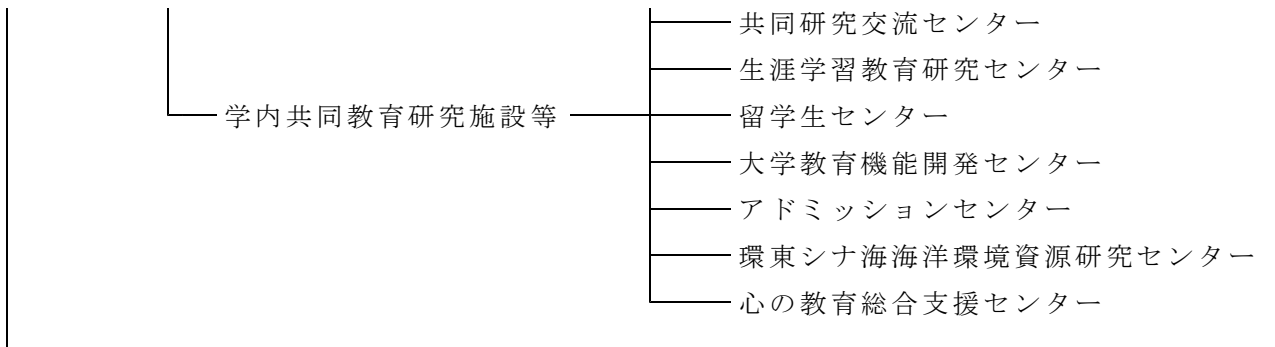 共同研究交流センター
生涯学習教育研究センター
学内共同教育研究施設等
留学生センター
大学教育機能開発センター
アドミッションセンター
環東シナ海海洋環境資源研究センター
心の教育総合支援センター